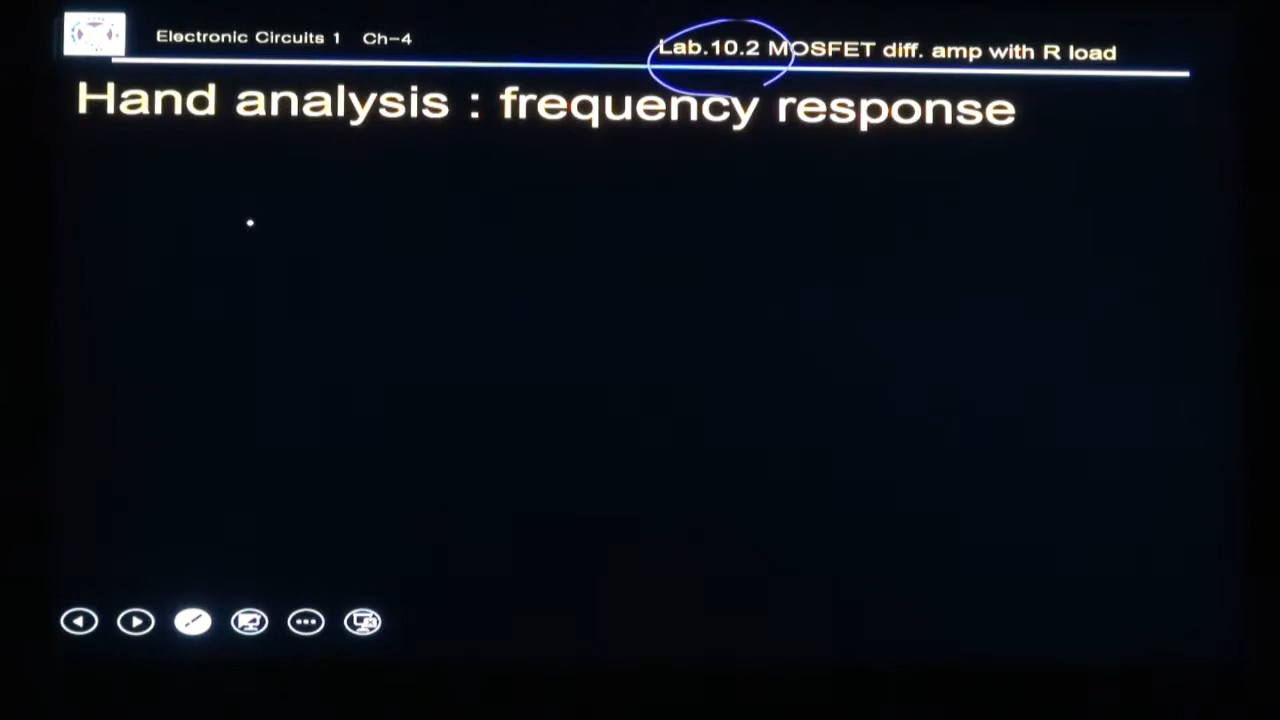 Electronic Circuits 1 Ch-4
Lab.10.2 MOSFET diff. amp with R load
Hand analysis : frequency response